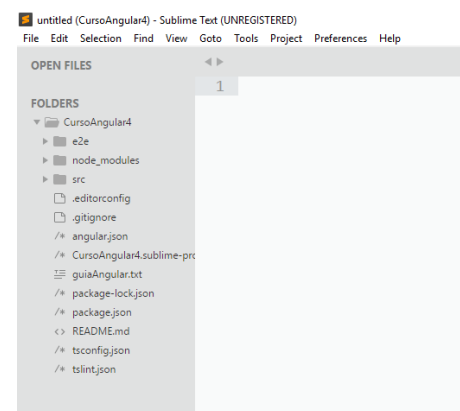 untitled (CursoAngular4) - Sublime Text (UNREGISTERED)
File Edit Selection Find View Goto Tools Project Preferences Help
OPEN FILES
1
FOLDERS
CursoAngular4
e2e
node_modules
src
.editorconfig
.gitignore
/* angular.json
/* CursoAngular4.sublime-pro
guiaAngular.txt
/* package-lock.json
/* package.json
<> README.md
/* tsconfig.json
/* tslint.json